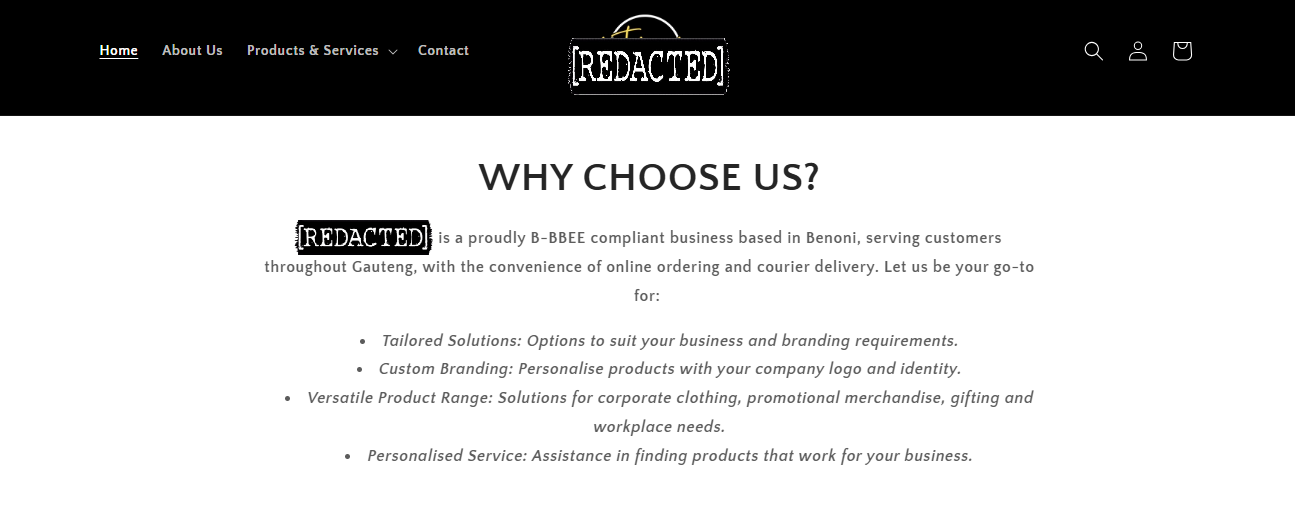 Home About Us Products & Services Contact
[REDACTED]
WHY CHOOSE US?
[REDACTED] is a proudly B-BBEE compliant business based in Benoni, serving customers
throughout Gauteng, with the convenience of online ordering and courier delivery. Let us be your go-to
for:
• Tailored Solutions: Options to suit your business and branding requirements.
• Custom Branding: Personalise products with your company logo and identity.
• Versatile Product Range: Solutions for corporate clothing, promotional merchandise, gifting and
workplace needs.
• Personalised Service: Assistance in finding products that work for your business.